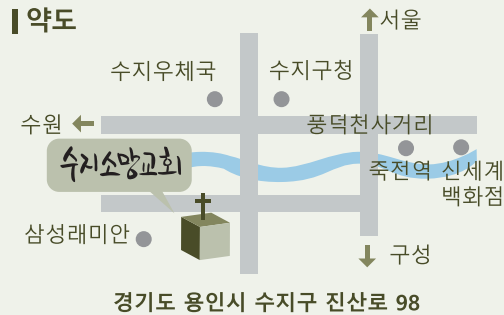 약도
서울
수지우체국
수지구청
수원
풍덕천사거리
수지소망교회
죽전역
신세계
백화점
삼성래미안
구성
경기도 용인시 수지구 진산로 98